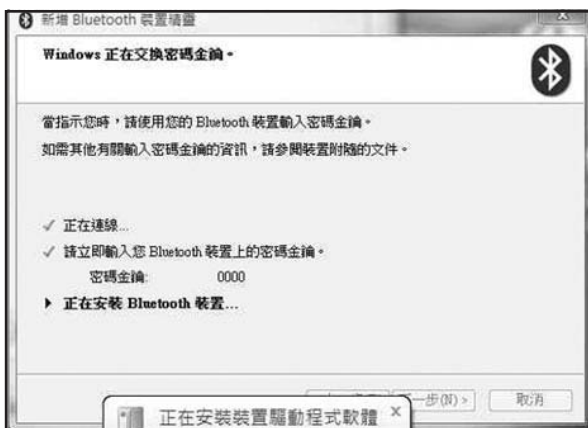 新增 Bluetooth 裝置精靈
Windows 正在交換密碼金鑰。
當指示您時，請使用您的 Bluetooth 裝置輸入密碼金鑰。
如需其他有關輸入密碼金鑰的資訊，請參閱裝置附隨的文件。
✓ 正在連線...
✓ 請立即輸入您 Bluetooth 裝置上的密碼金鑰。
密碼金鑰: 0000
▶ 正在安裝 Bluetooth 裝置...
一步(N) > 取消
正在安裝裝置驅動程式軟體 x